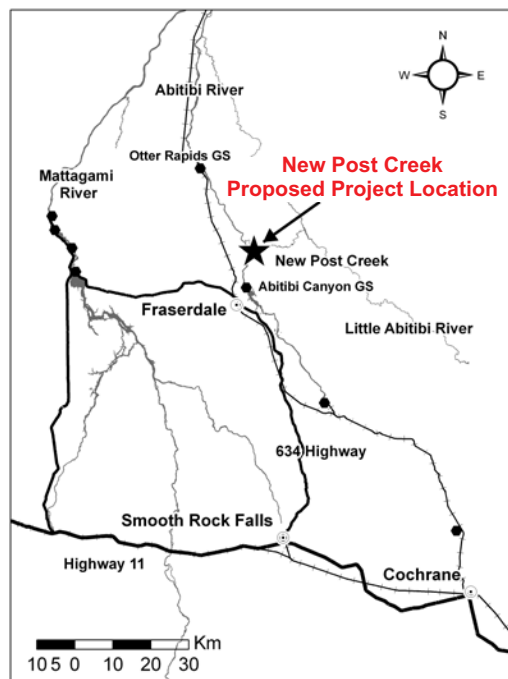 N
W E
S
Abitibi River
Otter Rapids GS
New Post Creek
Proposed Project Location
Mattagami
River
New Post Creek
Abitibi Canyon GS
Fraserdale
Little Abitibi River
634 Highway
Smooth Rock Falls
Highway 11
Cochrane
Km
10 5 0 10 20 30